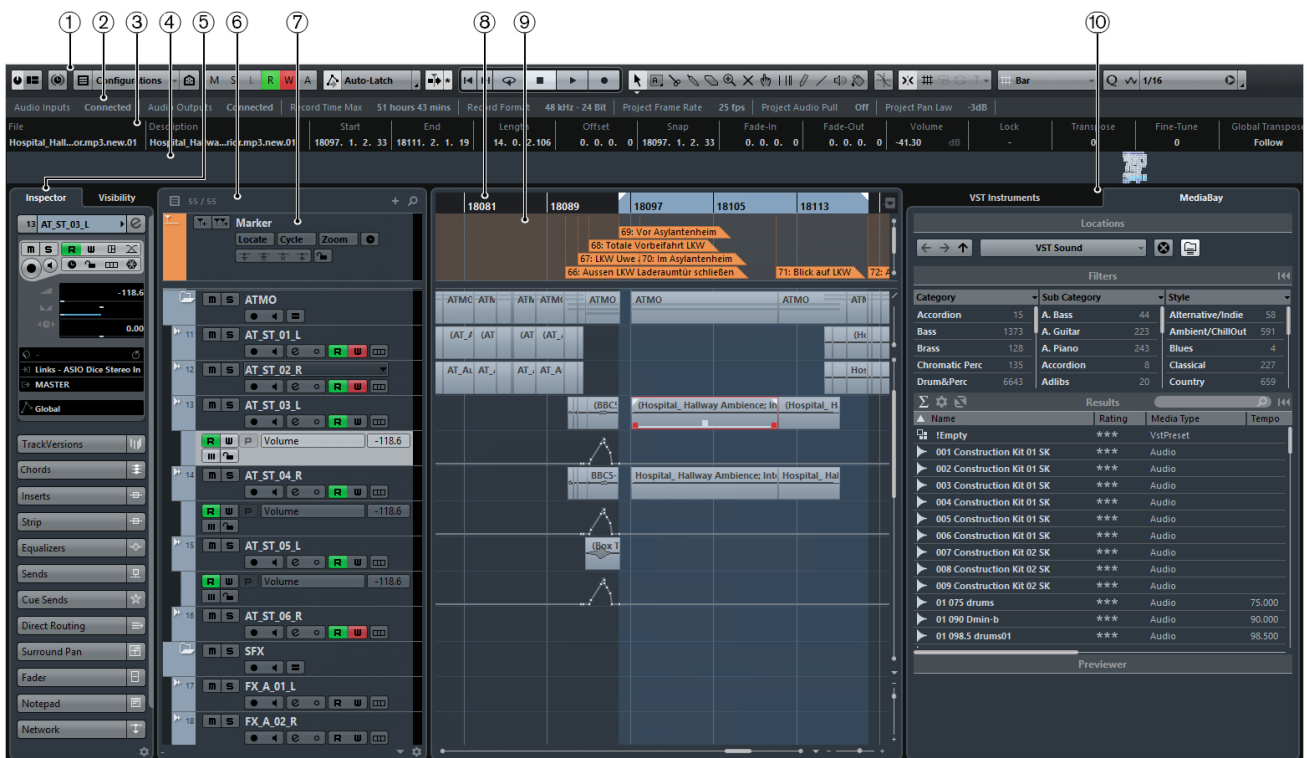 1 2 3 4 5 6 7 8 9 10
Configurations M S L R W A Auto-Latch Bar Q 1/16
Audio Inputs Connected Audio Outputs Connected Record Time Max 51 hours 43 mins Record Format 48 kHz - 24 Bit Project Frame Rate 25 fps Project Audio Pull Off Project Pan Law -3dB
File Description Start End Length Offset Snap Fade-In Fade-Out Volume Lock Transpose Fine-Tune Global Transpose
Hospital_Hall...or.mp3.new.01 18097. 1. 2. 33 18111. 2. 1. 19 14. 0. 2.106 0. 0. 0. 0 18097. 1. 2. 33 0. 0. 0. 0 0. 0. 0. 0 -41.30 dB - 0 0 Follow
Inspector Visibility
13 AT_ST_03_L
m S R W
-118.6
0.00
Links - ASIO Dice Stereo In
MASTER
Global
TrackVersions
Chords
Inserts
Strip
Equalizers
Sends
Cue Sends
Direct Routing
Surround Pan
Fader
Notepad
Network
55 / 55
Marker
Locate Cycle Zoom
m S ATMO
11 m S AT_ST_01_L
R W
12 m S AT_ST_02_R
R W
13 m S AT_ST_03_L
R W
R W P Volume -118.6
14 m S AT_ST_04_R
R W
R W P Volume -118.6
15 m S AT_ST_05_L
R W
R W P Volume -118.6
16 m S AT_ST_06_R
R W
m S SFX
17 m S FX_A_01_L
R W
18 m S FX_A_02_R
R W
18081 18089 18097 18105 18113
69: Vor Asylantenheim
68: Totale Vorbeifahrt LKW
67: LKW Uwe 70: Im Asylantenheim
66: Aussen LKW Laderaumtür schließen 71: Blick auf LKW 72:
ATMO ATMO ATMO
(BBC5 (Hospital_ Hallway Ambience; In (Hospital_ H
BBC5- Hospital_ Hallway Ambience; Int Hospital_ Hal
(Box T
VST Instruments MediaBay
Locations
VST Sound
Filters
Category Sub Category Style
Accordion 15 A. Bass 44 Alternative/Indie 58
Bass 1373 A. Guitar 223 Ambient/ChillOut 591
Brass 128 A. Piano 243 Blues 4
Chromatic Perc 135 Accordion 8 Classical 227
Drum&Perc 6643 Adlibs 20 Country 659
Results
Name Rating Media Type Tempo
!Empty *** VstPreset
001 Construction Kit 01 SK *** Audio
002 Construction Kit 01 SK *** Audio
003 Construction Kit 01 SK *** Audio
004 Construction Kit 01 SK *** Audio
005 Construction Kit 01 SK *** Audio
006 Construction Kit 01 SK *** Audio
007 Construction Kit 02 SK *** Audio
008 Construction Kit 02 SK *** Audio
009 Construction Kit 02 SK *** Audio
01 075 drums *** Audio 75.000
01 090 Dmin-b *** Audio 90.000
01 098.5 drums01 *** Audio 98.500
Previewer